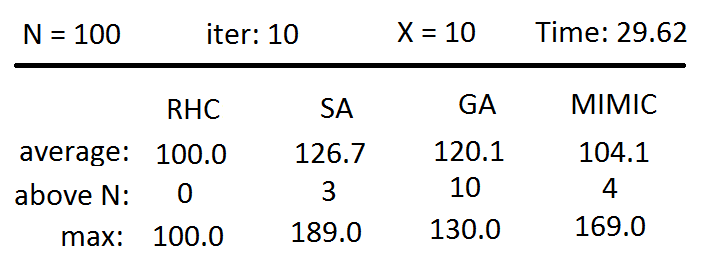 N = 100 iter: 10 X = 10 Time: 29.62
RHC SA GA MIMIC
average: 100.0 126.7 120.1 104.1
above N: 0 3 10 4
max: 100.0 189.0 130.0 169.0